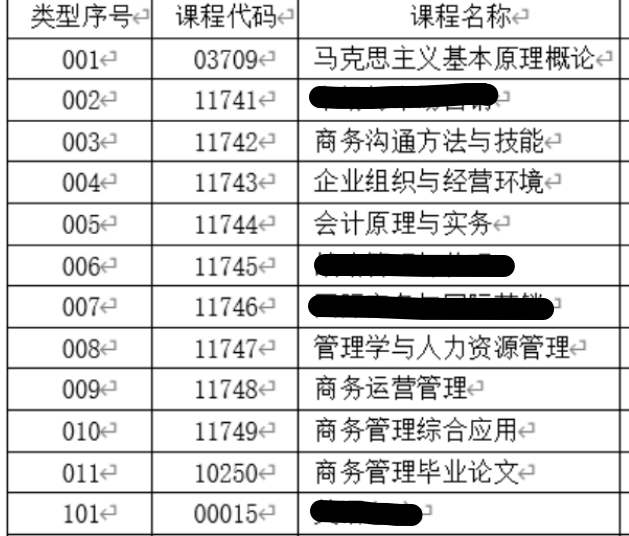 类型序号 课程代码 课程名称
001 03709 马克思主义基本原理概论
002 11741
003 11742 商务沟通方法与技能
004 11743 企业组织与经营环境
005 11744 会计原理与实务
006 11745
007 11746
008 11747 管理学与人力资源管理
009 11748 商务运营管理
010 11749 商务管理综合应用
011 10250 商务管理毕业论文
101 00015